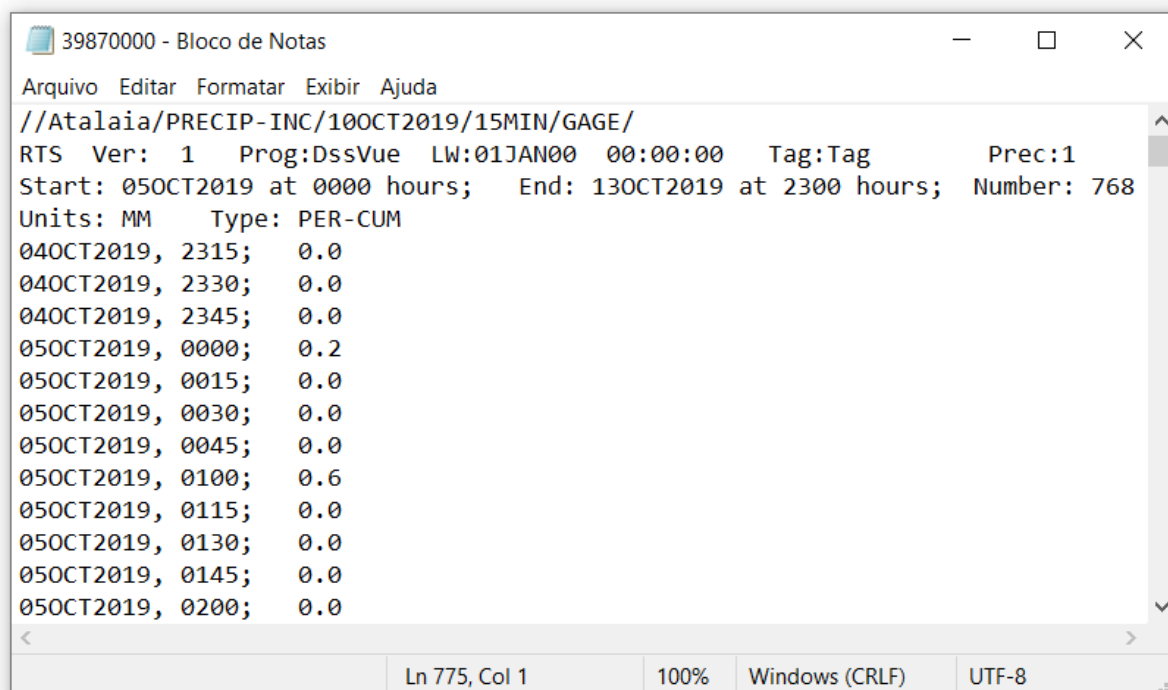 39870000 - Bloco de Notas
Arquivo Editar Formatar Exibir Ajuda
//Atalaia/PRECIP-INC/10OCT2019/15MIN/GAGE/
RTS Ver: 1 Prog:DssVue LW:01JAN00 00:00:00 Tag:Tag Prec:1
Start: 05OCT2019 at 0000 hours; End: 13OCT2019 at 2300 hours; Number: 768
Units: MM Type: PER-CUM
04OCT2019, 2315; 0.0
04OCT2019, 2330; 0.0
04OCT2019, 2345; 0.0
05OCT2019, 0000; 0.2
05OCT2019, 0015; 0.0
05OCT2019, 0030; 0.0
05OCT2019, 0045; 0.0
05OCT2019, 0100; 0.6
05OCT2019, 0115; 0.0
05OCT2019, 0130; 0.0
05OCT2019, 0145; 0.0
05OCT2019, 0200; 0.0
Ln 775, Col 1 100% Windows (CRLF) UTF-8